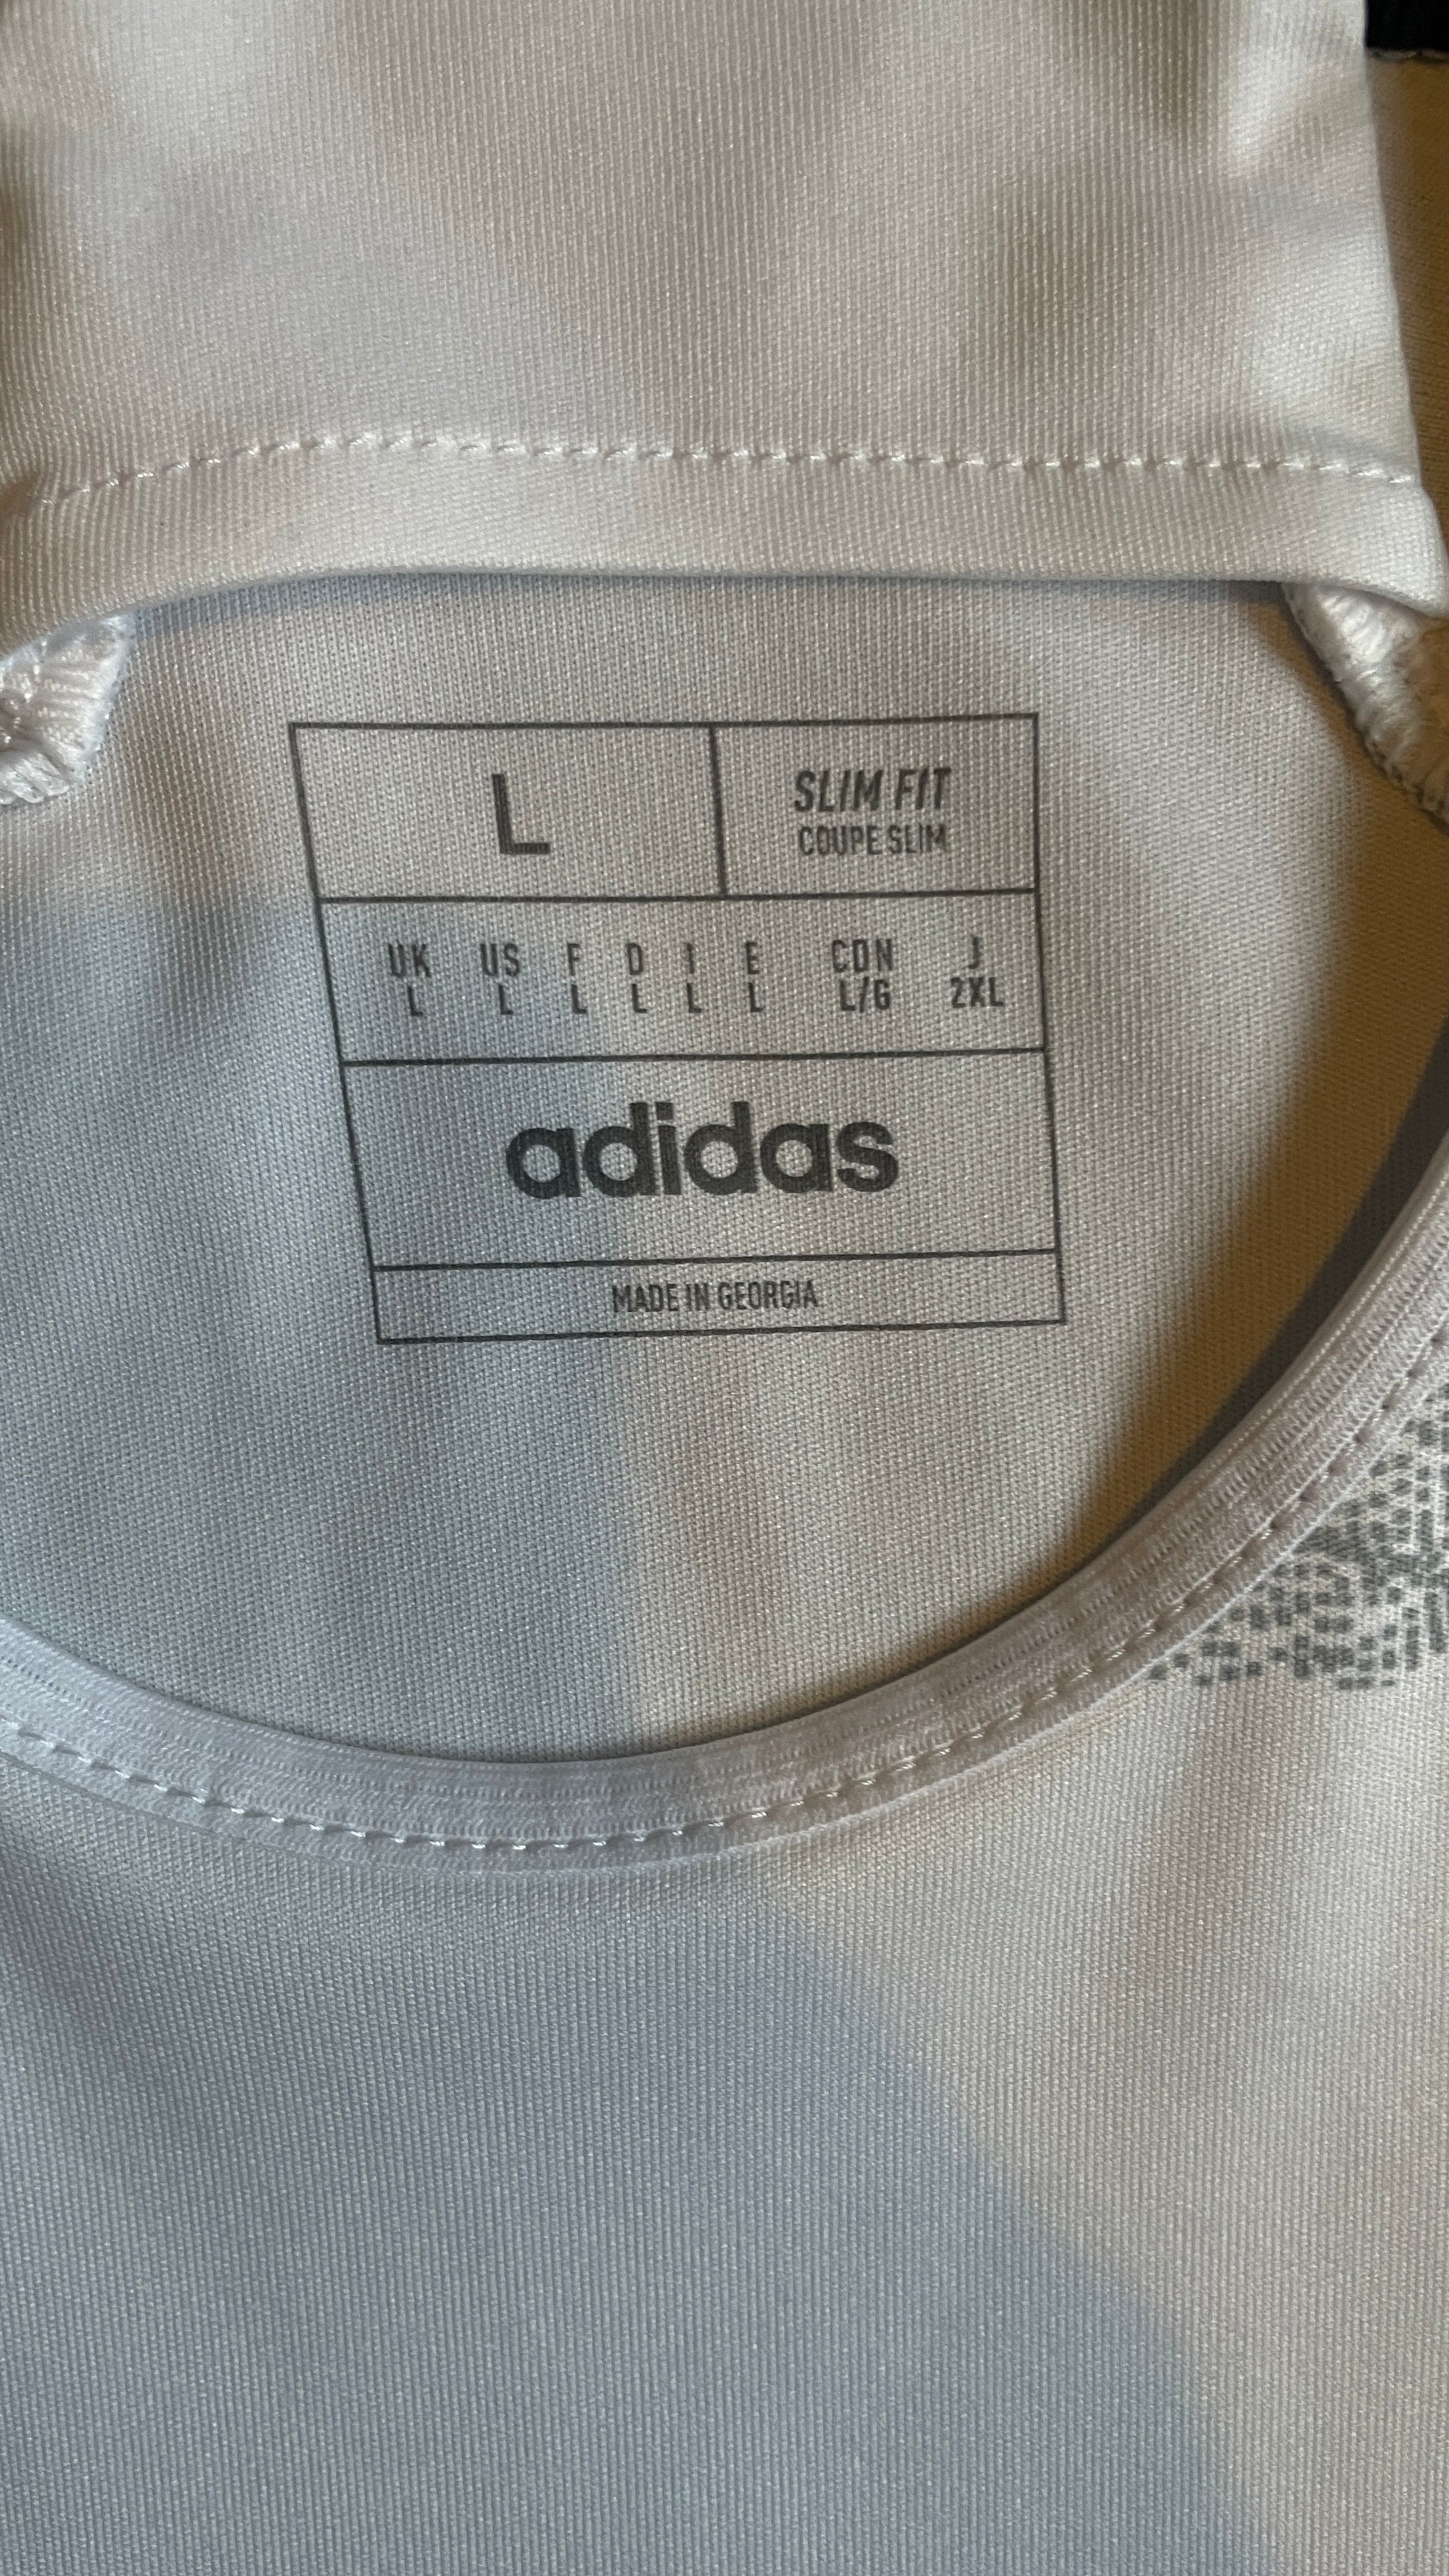 L
SLIM FIT
COUPE SLIM
UK US F D I E CDN J
L L L L L L L/G 2XL
adidas
MADE IN GEORGIA